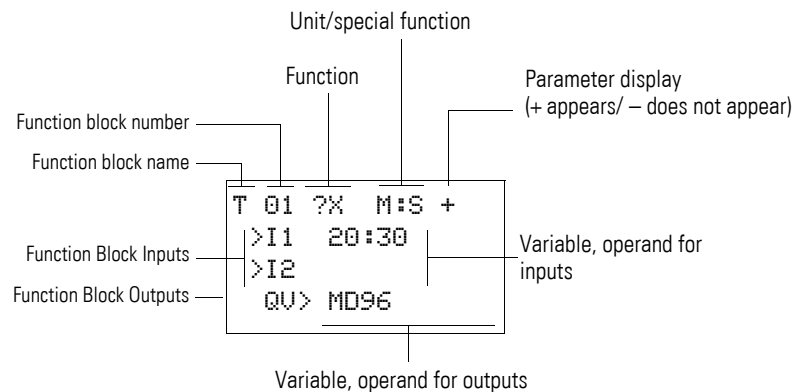 Unit/special function
Function
Parameter display
(+ appears/ – does not appear)
Function block number
Function block name
T 01 ?X M:S +
>I1 20:30
>I2
QV> MD96
Function Block Inputs
Function Block Outputs
Variable, operand for
inputs
Variable, operand for outputs